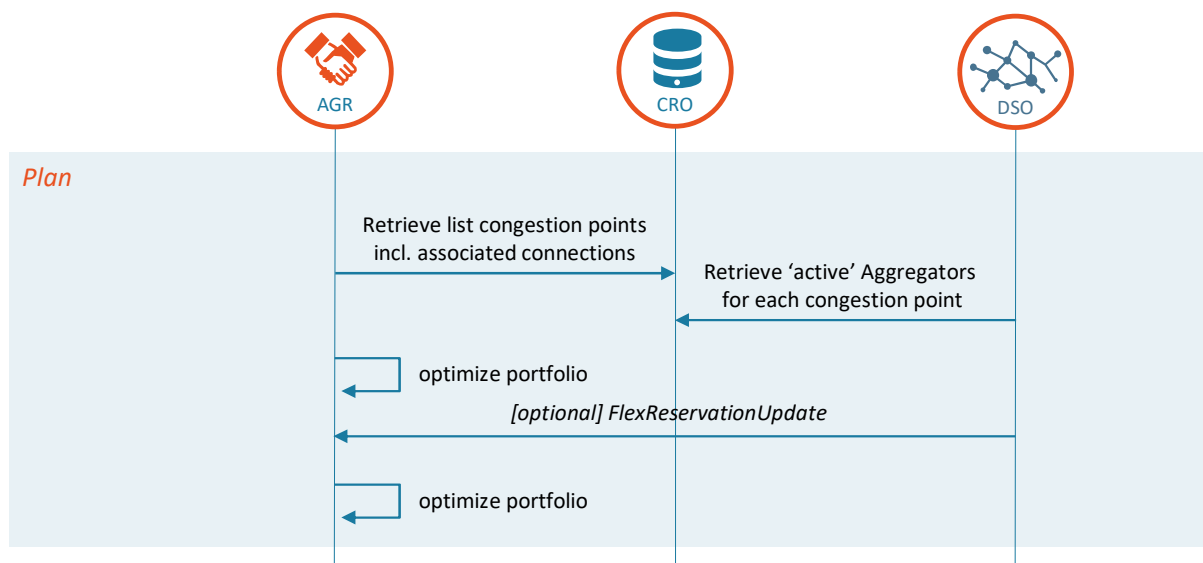 AGR
CRO
DSO
Plan
Retrieve list congestion points
incl. associated connections
Retrieve ‘active’ Aggregators
for each congestion point
optimize portfolio
[optional] FlexReservationUpdate
optimize portfolio